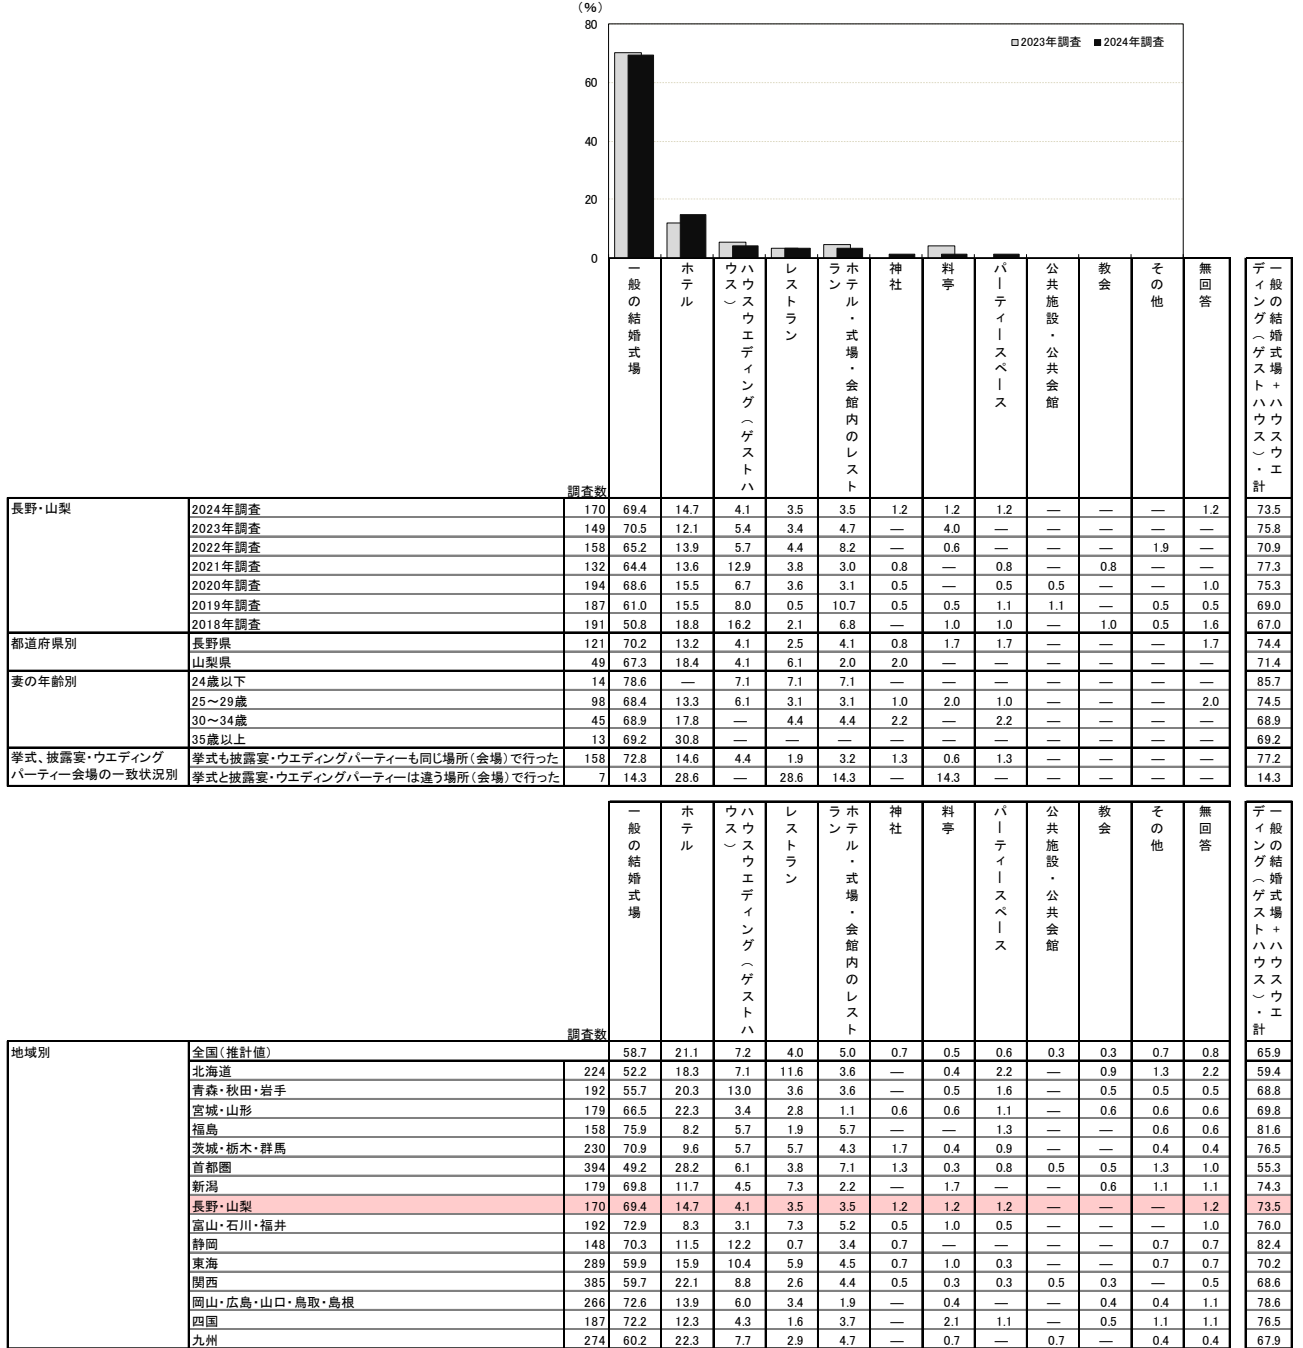 (%)
80
60
40
20
0
□2023年調査 ■2024年調査
調査数 一般の結婚式場 ホテル ハウスウエディング（ゲストハウス） レストラン ホテル・式場・会館内のレストラン 神社 料亭 パーティースペース 公共施設・公共会館 教会 その他 無回答 一般の結婚式場+ハウスウエディング（ゲストハウス）・計
長野・山梨 2024年調査 170 69.4 14.7 4.1 3.5 3.5 1.2 1.2 1.2 — — — 1.2 73.5
2023年調査 149 70.5 12.1 5.4 3.4 4.7 — 4.0 — — — — — 75.8
2022年調査 158 65.2 13.9 5.7 4.4 8.2 — 0.6 — — — 1.9 — 70.9
2021年調査 132 64.4 13.6 12.9 3.8 3.0 0.8 — 0.8 — 0.8 — — 77.3
2020年調査 194 68.6 15.5 6.7 3.6 3.1 0.5 — 0.5 0.5 — — 1.0 75.3
2019年調査 187 61.0 15.5 8.0 0.5 10.7 0.5 0.5 1.1 1.1 — 0.5 0.5 69.0
2018年調査 191 50.8 18.8 16.2 2.1 6.8 — 1.0 1.0 — 1.0 0.5 1.6 67.0
都道府県別 長野県 121 70.2 13.2 4.1 2.5 4.1 0.8 1.7 1.7 — — — 1.7 74.4
山梨県 49 67.3 18.4 4.1 6.1 2.0 2.0 — — — — — — 71.4
妻の年齢別 24歳以下 14 78.6 — 7.1 7.1 7.1 — — — — — — — 85.7
25～29歳 98 68.4 13.3 6.1 3.1 3.1 1.0 2.0 1.0 — — — 2.0 74.5
30～34歳 45 68.9 17.8 — 4.4 4.4 2.2 — 2.2 — — — — 68.9
35歳以上 13 69.2 30.8 — — — — — — — — — — 69.2
挙式、披露宴・ウエディング 挙式も披露宴・ウエディングパーティーも同じ場所（会場）で行った 158 72.8 14.6 4.4 1.9 3.2 1.3 0.6 1.3 — — — — 77.2
パーティー会場の一致状況別 挙式と披露宴・ウエディングパーティーは違う場所（会場）で行った 7 14.3 28.6 — 28.6 14.3 — 14.3 — — — — — 14.3
調査数 一般の結婚式場 ホテル ハウスウエディング（ゲストハウス） レストラン ホテル・式場・会館内のレストラン 神社 料亭 パーティースペース 公共施設・公共会館 教会 その他 無回答 一般の結婚式場+ハウスウエディング（ゲストハウス）・計
地域別 全国（推計値） 58.7 21.1 7.2 4.0 5.0 0.7 0.5 0.6 0.3 0.3 0.7 0.8 65.9
北海道 224 52.2 18.3 7.1 11.6 3.6 — 0.4 2.2 — 0.9 1.3 2.2 59.4
青森・秋田・岩手 192 55.7 20.3 13.0 3.6 3.6 — 0.5 1.6 — 0.5 0.5 0.5 68.8
宮城・山形 179 66.5 22.3 3.4 2.8 1.1 0.6 0.6 1.1 — 0.6 0.6 0.6 69.8
福島 158 75.9 8.2 5.7 1.9 5.7 — — 1.3 — — 0.6 0.6 81.6
茨城・栃木・群馬 230 70.9 9.6 5.7 5.7 4.3 1.7 0.4 0.9 — — 0.4 0.4 76.5
首都圏 394 49.2 28.2 6.1 3.8 7.1 1.3 0.3 0.8 0.5 0.5 1.3 1.0 55.3
新潟 179 69.8 11.7 4.5 7.3 2.2 — 1.7 — — 0.6 1.1 1.1 74.3
長野・山梨 170 69.4 14.7 4.1 3.5 3.5 1.2 1.2 1.2 — — — 1.2 73.5
富山・石川・福井 192 72.9 8.3 3.1 7.3 5.2 0.5 1.0 0.5 — — — 1.0 76.0
静岡 148 70.3 11.5 12.2 0.7 3.4 0.7 — — — — 0.7 0.7 82.4
東海 289 59.9 15.9 10.4 5.9 4.5 0.7 1.0 0.3 — — 0.7 0.7 70.2
関西 385 59.7 22.1 8.8 2.6 4.4 0.5 0.3 0.3 0.5 0.3 — 0.5 68.6
岡山・広島・山口・鳥取・島根 266 72.6 13.9 6.0 3.4 1.9 — 0.4 — — 0.4 0.4 1.1 78.6
四国 187 72.2 12.3 4.3 1.6 3.7 — 2.1 1.1 — 0.5 1.1 1.1 76.5
九州 274 60.2 22.3 7.7 2.9 4.7 — 0.7 — 0.7 — 0.4 0.4 67.9